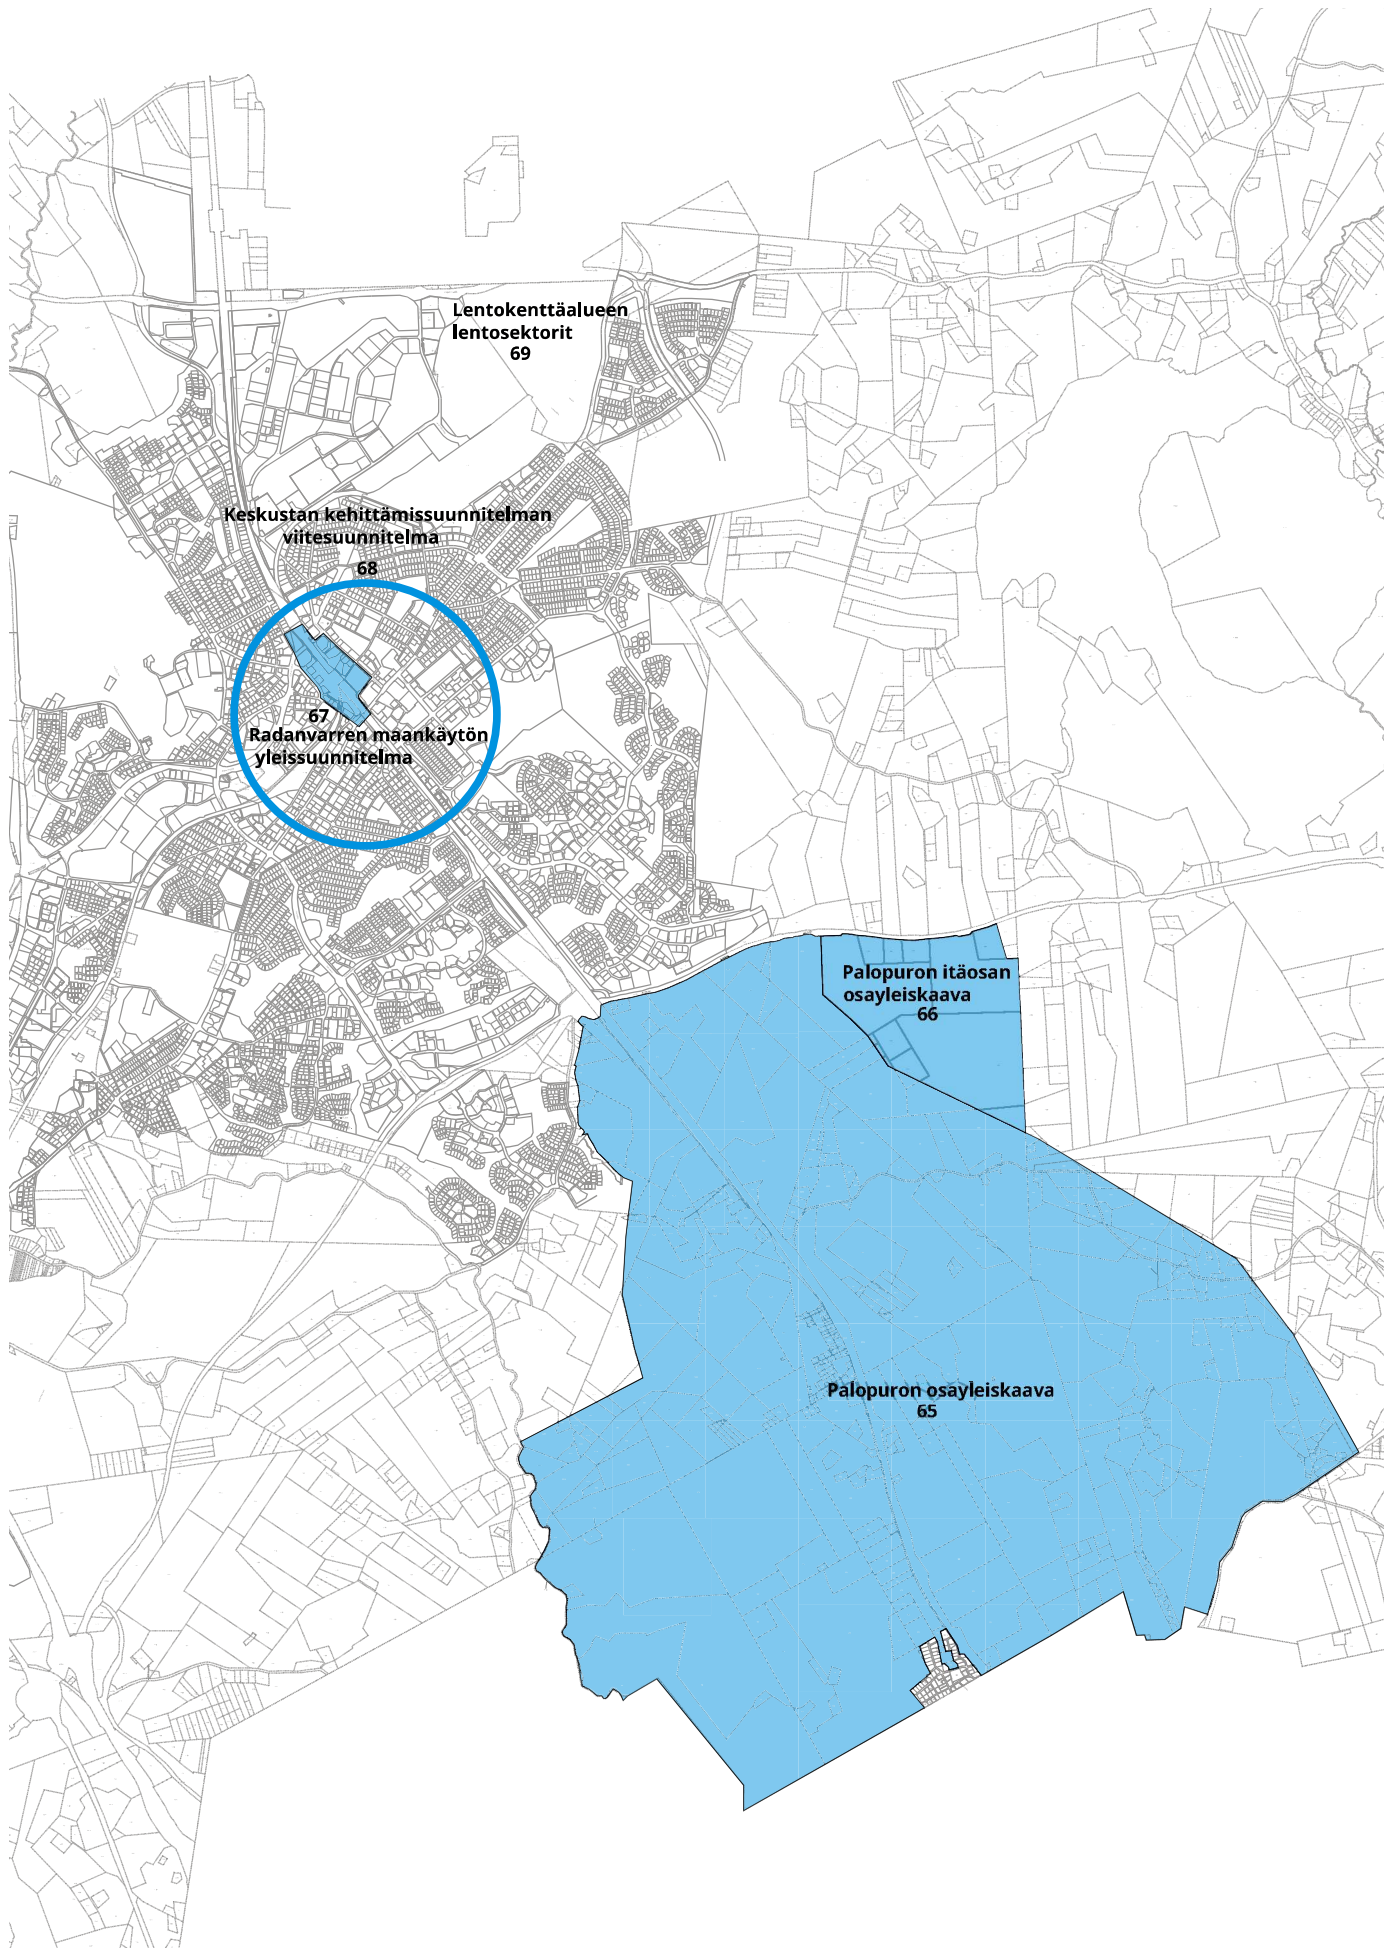 Lentokenttäalueen
lentosektorit
69
Keskustan kehittämissuunnitelman
viitesuunnitelma
68
67
Radanvarren maankäytön
yleissuunnitelma
Palopuron itäosan
osayleiskaava
66
Palopuron osayleiskaava
65